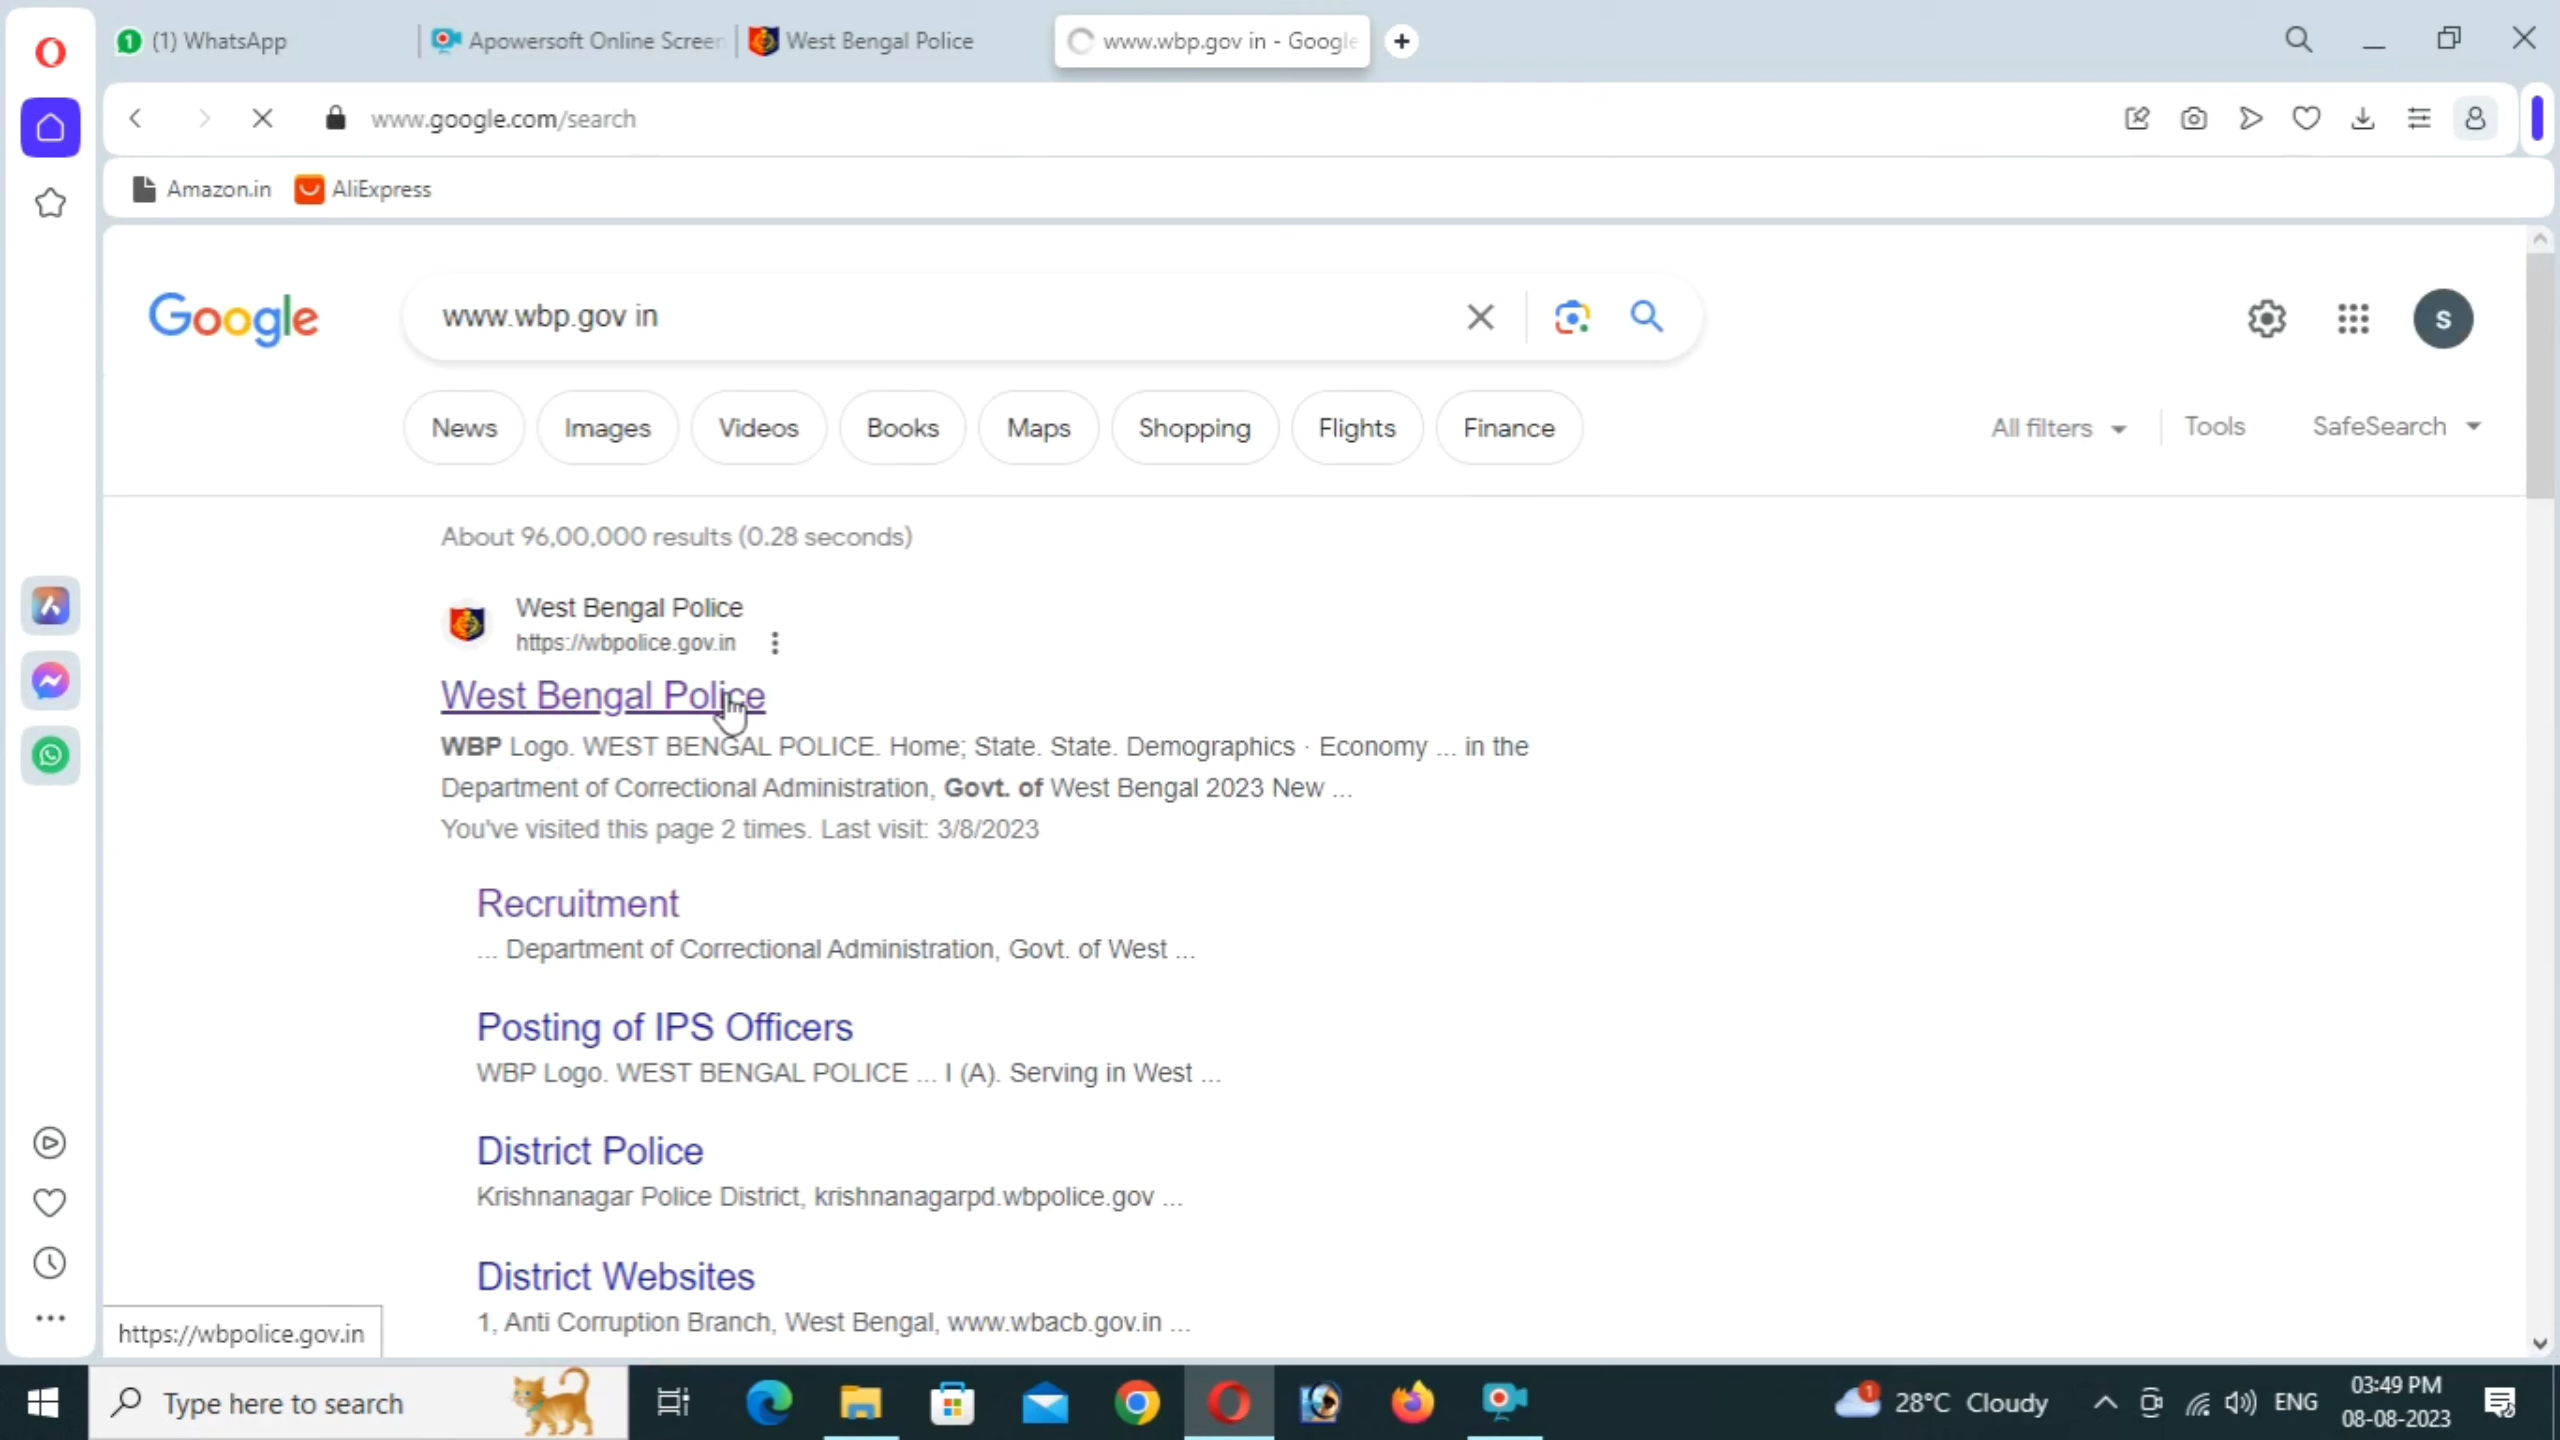 (1) WhatsApp
Apowersoft Online Screen
West Bengal Police
www.wbp.gov in - Google
www.google.com/search
Amazon.in
AliExpress
Google
www.wbp.gov in
S
News
Images
Videos
Books
Maps
Shopping
Flights
Finance
All filters
Tools
SafeSearch
About 96,00,000 results (0.28 seconds)
West Bengal Police
https://wbpolice.gov.in
West Bengal Police
WBP Logo. WEST BENGAL POLICE. Home; State. State. Demographics · Economy ... in the
Department of Correctional Administration, Govt. of West Bengal 2023 New ...
You've visited this page 2 times. Last visit: 3/8/2023
Recruitment
... Department of Correctional Administration, Govt. of West ...
Posting of IPS Officers
WBP Logo. WEST BENGAL POLICE ... I (A). Serving in West ...
District Police
Krishnanagar Police District, krishnanagarpd.wbpolice.gov ...
District Websites
1, Anti Corruption Branch, West Bengal, www.wbacb.gov.in ...
https://wbpolice.gov.in
Type here to search
1
28°C Cloudy
ENG
03:49 PM
08-08-2023